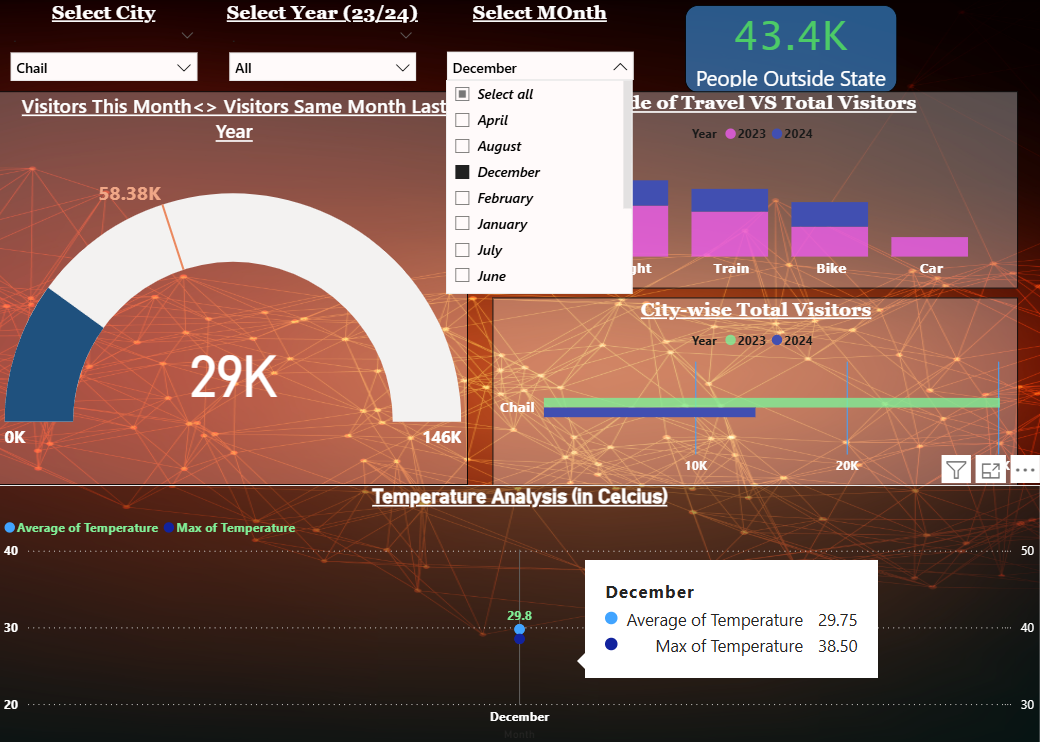 Select City
Select Year (23/24)
Select MOnth
43.4K
People Outside State
Chail
All
December
Select all
April
August
December
February
January
July
June
Visitors This Month<> Visitors Same Month Last
Year
58.38K
29K
0K
146K
de of Travel VS Total Visitors
Year 2023 2024
ght
Train
Bike
Car
City-wise Total Visitors
Year 2023 2024
Chail
10K
20K
K
Temperature Analysis (in Celcius)
Average of Temperature Max of Temperature
40
50
30
40
20
30
29.8
December
Average of Temperature 29.75
Max of Temperature 38.50
December
Month